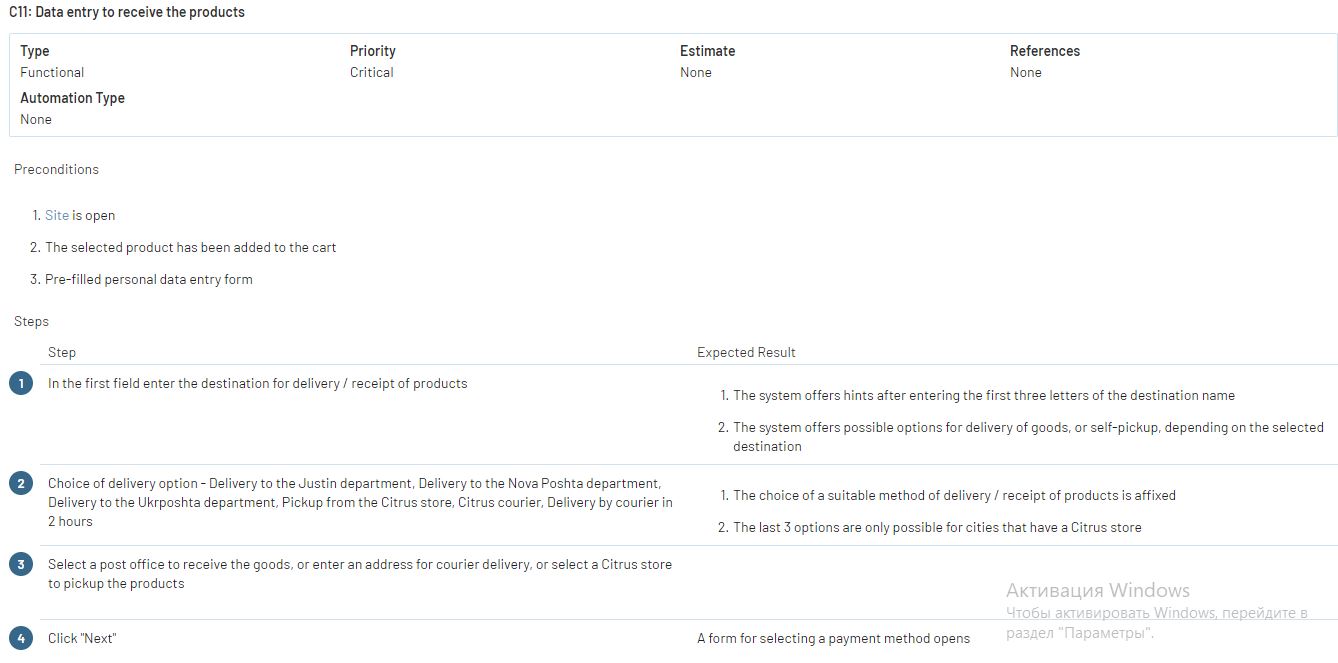 C11: Data entry to receive the products
Type
Priority
Estimate
References
Functional
Critical
None
None
Automation Type
None
Preconditions
1. Site is open
2. The selected product has been added to the cart
3. Pre-filled personal data entry form
Steps
Step
Expected Result
1
In the first field enter the destination for delivery / receipt of products
1. The system offers hints after entering the first three letters of the destination name
2. The system offers possible options for delivery of goods, or self-pickup, depending on the selected
destination
2
Choice of delivery option - Delivery to the Justin department, Delivery to the Nova Poshta department,
Delivery to the Ukrposhta department, Pickup from the Citrus store, Citrus courier, Delivery by courier in
2 hours
1. The choice of a suitable method of delivery / receipt of products is affixed
2. The last 3 options are only possible for cities that have a Citrus store
3
Select a post office to receive the goods, or enter an address for courier delivery, or select a Citrus store
to pickup the products
4
Click "Next"
A form for selecting a payment method opens
Активация Windows
Чтобы активировать Windows, перейдите в
раздел "Параметры".